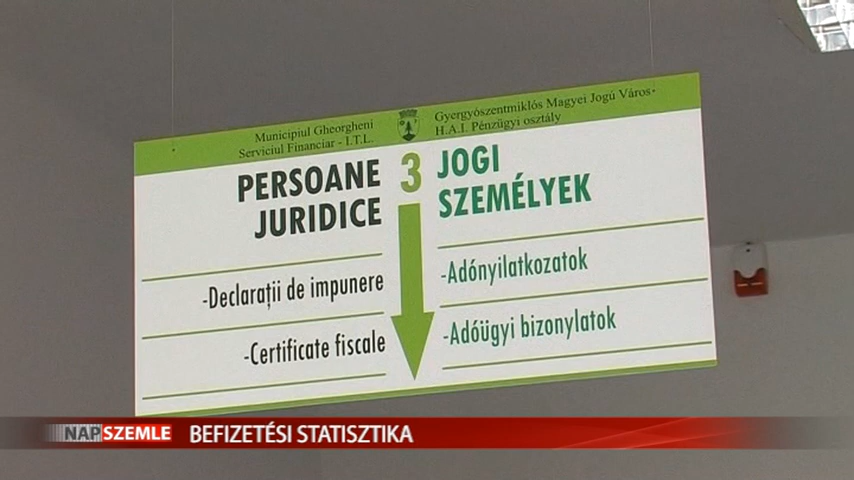 Municipiul Gheorgheni
Serviciul Financiar - I.T.L.
Gyergyószentmiklós Magyei Jogú Város
H.A.I. Pénzügyi osztály
PERSOANE
JURIDICE
3
JOGI
SZEMÉLYEK
-Declarații de impunere
-Certificate fiscale
-Adónyilatkozatok
-Adóügyi bizonylatok
NAPSZEMLE
BEFIZETÉSI STATISZTIKA